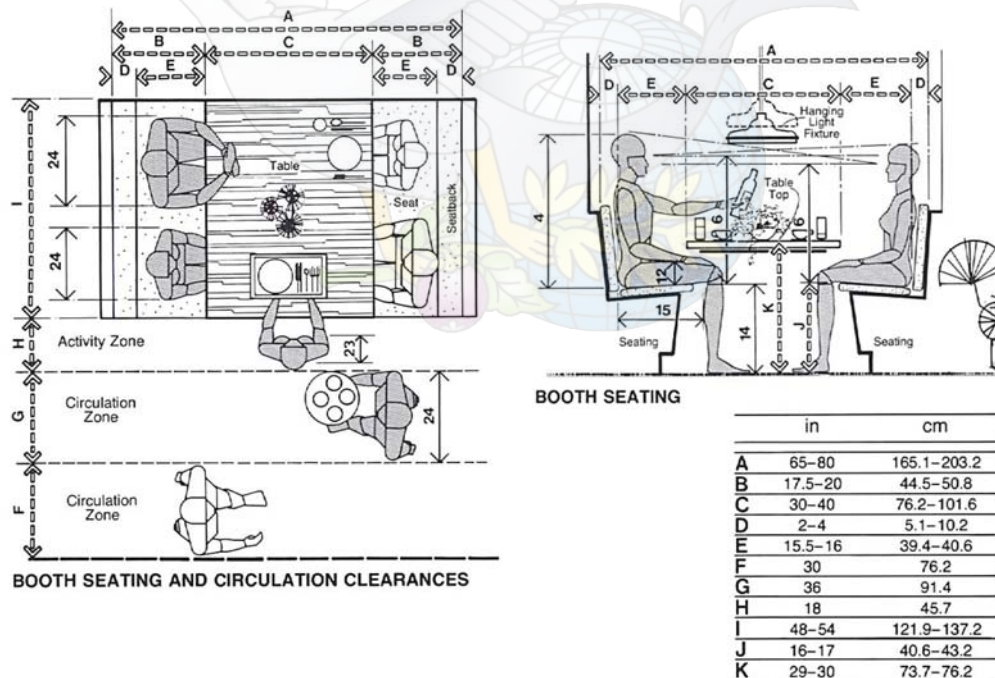 A
B C B
D E E D
24
Table
Seat
Seatback
I
24
H
Activity Zone
23
Circulation
Zone
G
24
F
Circulation
Zone
BOOTH SEATING AND CIRCULATION CLEARANCES
A
D E C E D
Hanging
Light
Fixture
Table
Top
4
6
6
12
15
14
K
J
Seating
Seating
BOOTH SEATING
in cm
A 65–80 165.1–203.2
B 17.5–20 44.5–50.8
C 30–40 76.2–101.6
D 2–4 5.1–10.2
E 15.5–16 39.4–40.6
F 30 76.2
G 36 91.4
H 18 45.7
I 48–54 121.9–137.2
J 16–17 40.6–43.2
K 29–30 73.7–76.2